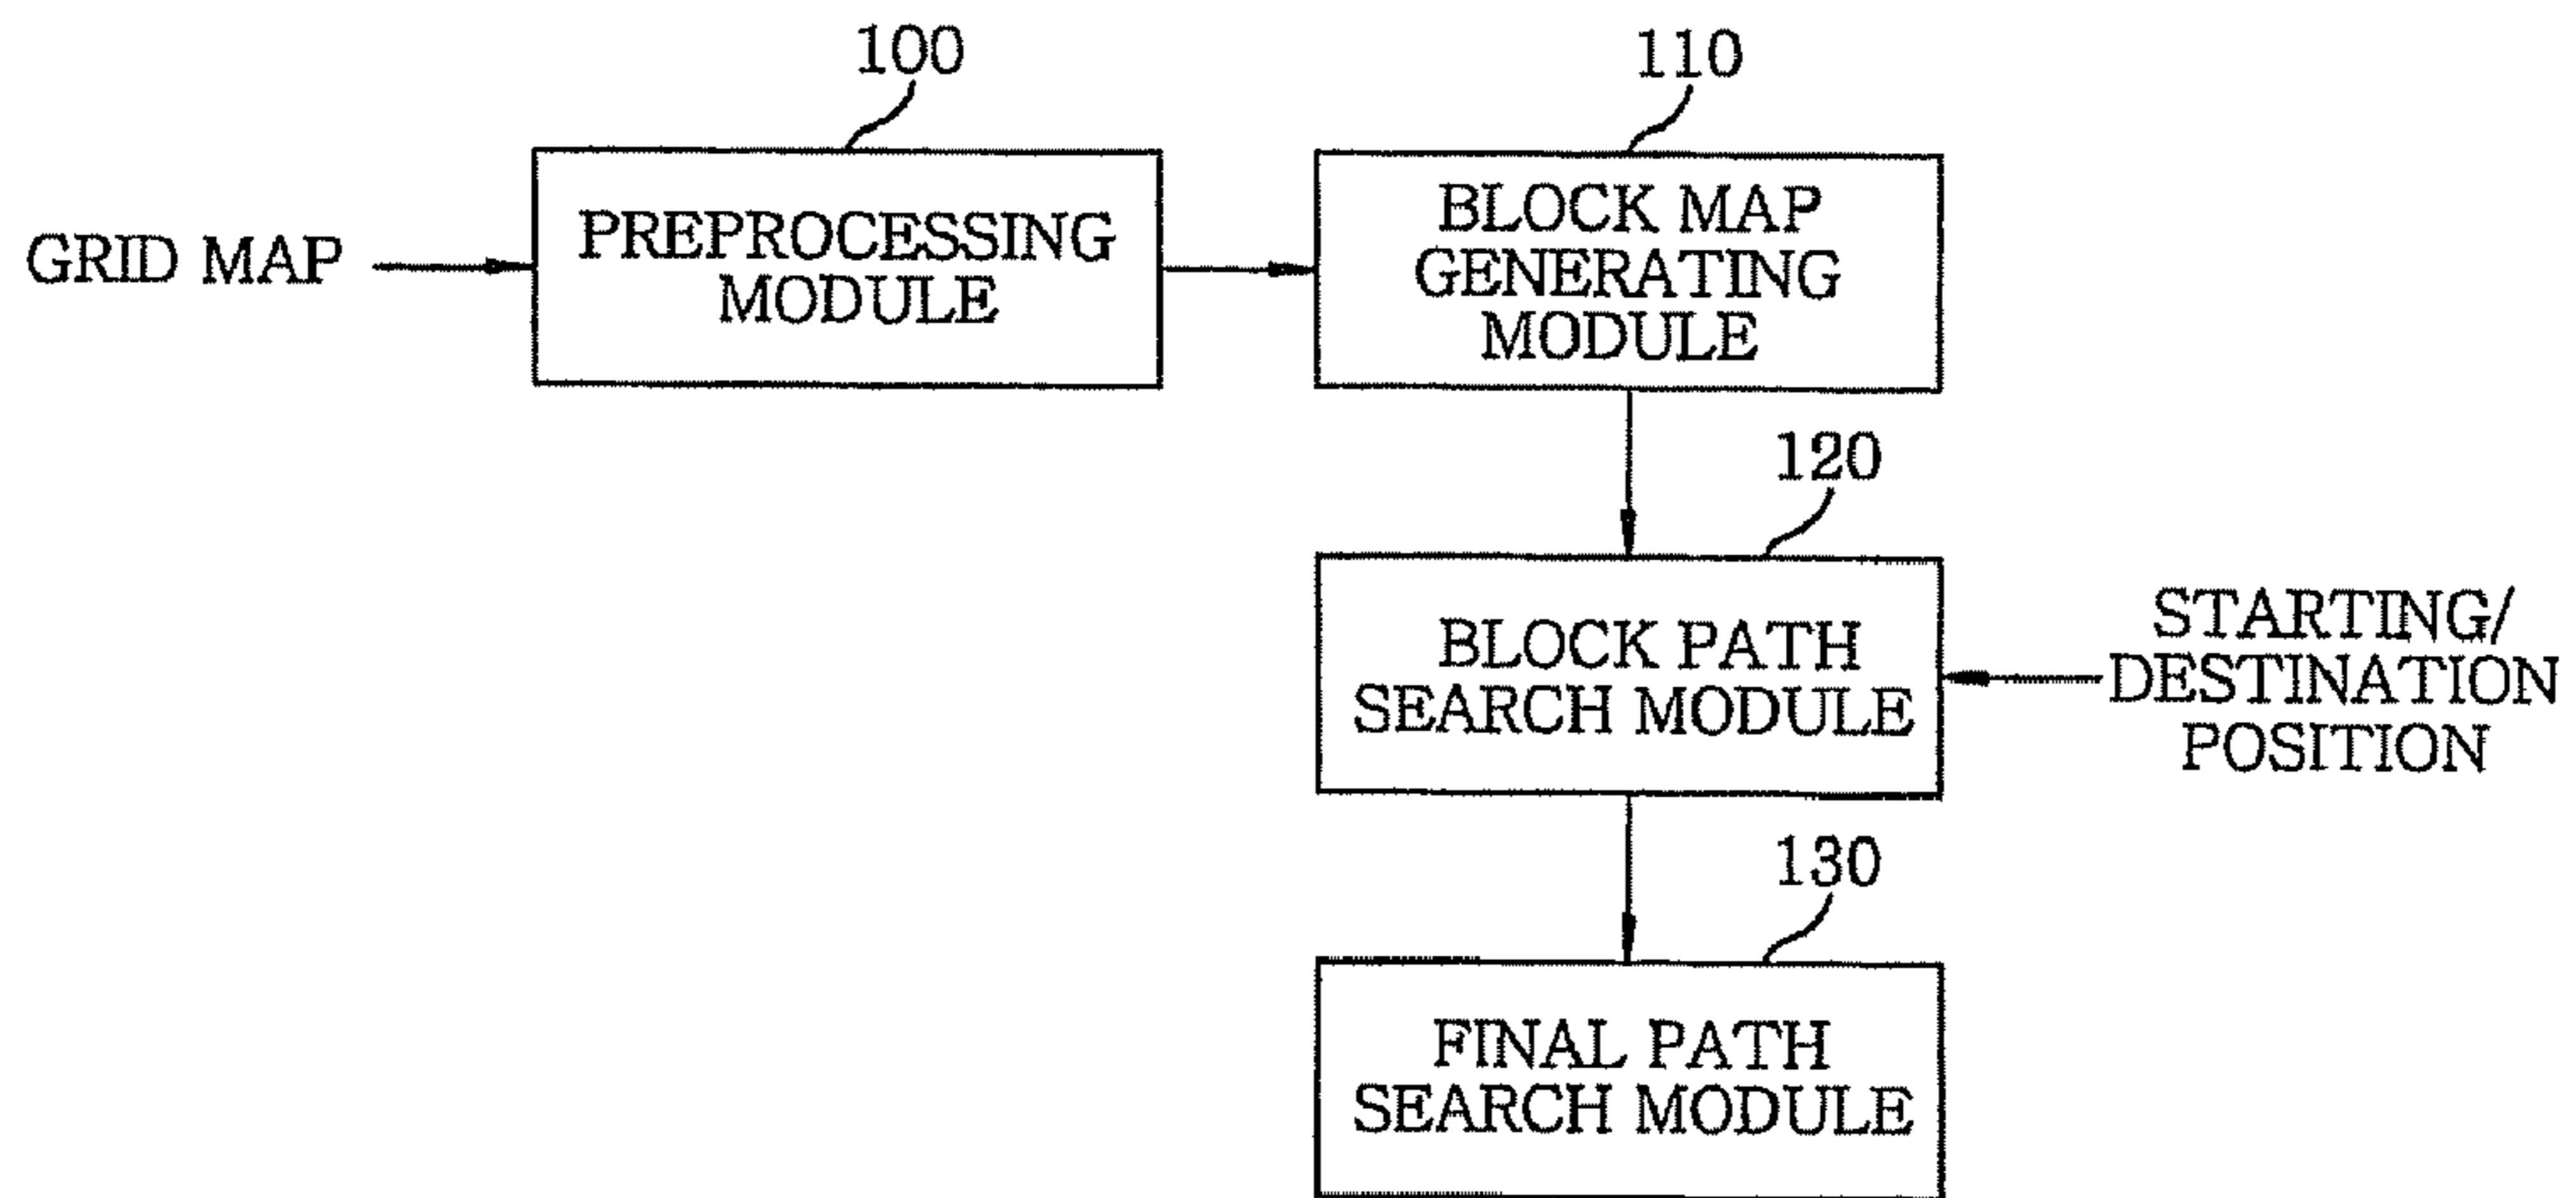 100
110
GRID MAP
PREPROCESSING
MODULE
BLOCK MAP
GENERATING
MODULE
120
BLOCK PATH
SEARCH MODULE
STARTING/
DESTINATION
POSITION
130
FINAL PATH
SEARCH MODULE